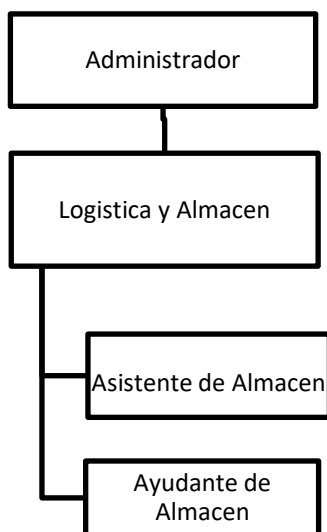 Administrador
Logistica y Almacen
Asistente de Almacen
Ayudante de
Almacen